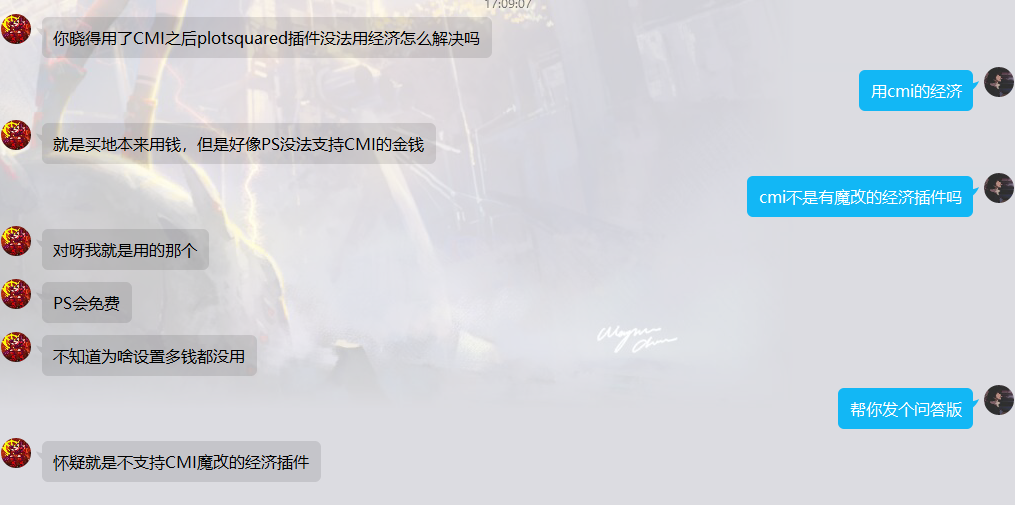 17:09:07
你晓得用了CMI之后plotsquared插件没法用经济怎么解决吗
用cmi的经济
就是买地本来用钱，但是好像PS没法支持CMI的金钱
cmi不是有魔改的经济插件吗
对呀我就是用的那个
PS会免费
不知道为啥设置多钱都没用
帮你发个问答版
怀疑就是不支持CMI魔改的经济插件